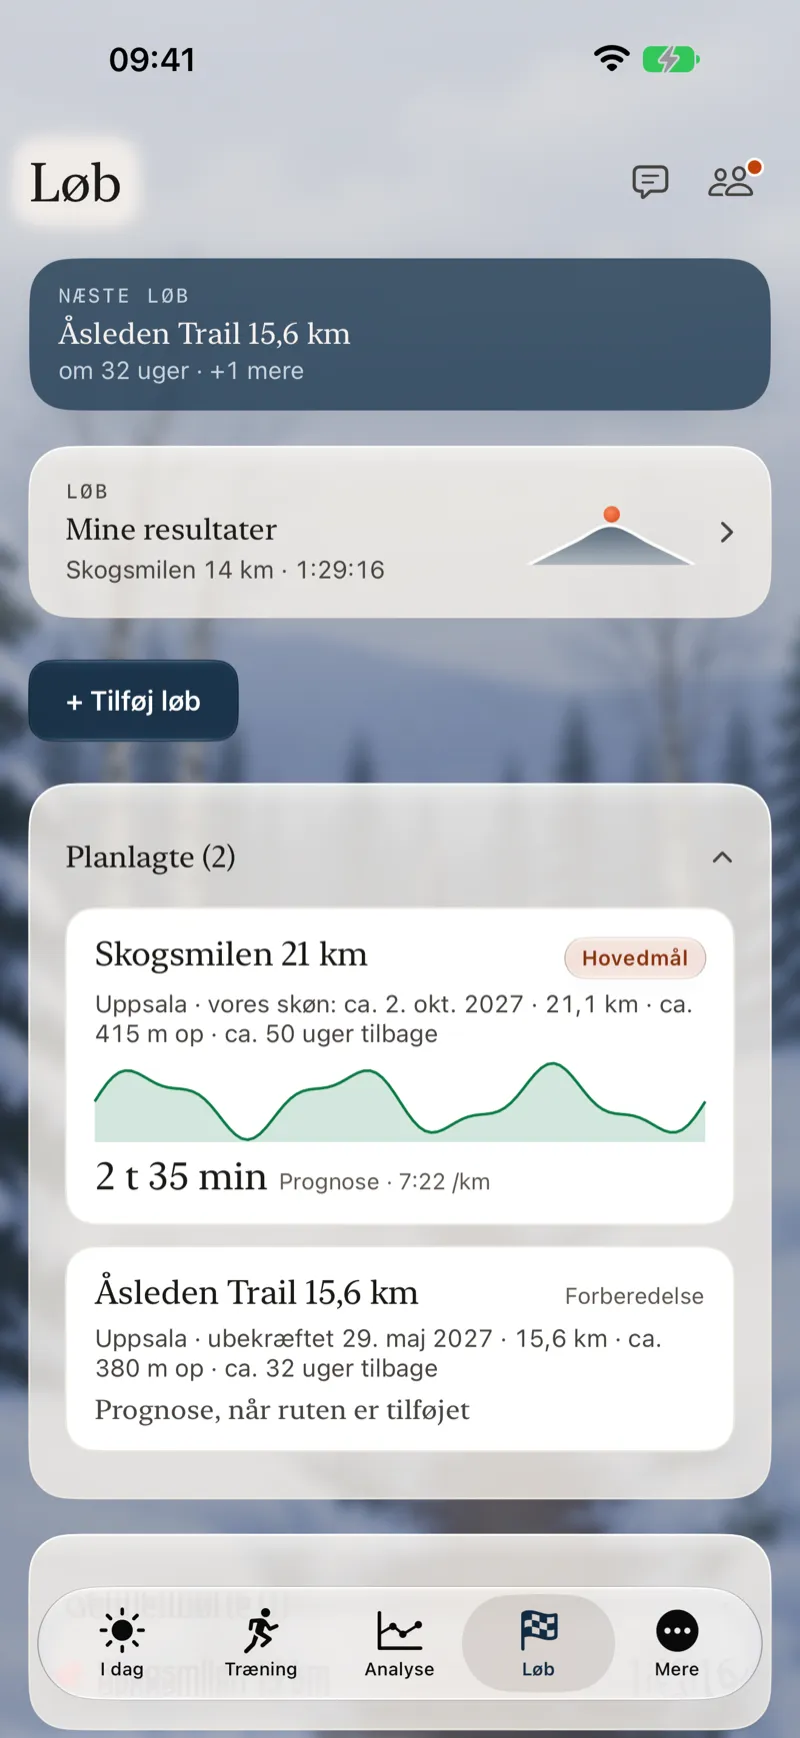 09:41
Løb
NÆSTE LØB
Åsleden Trail 15,6 km
om 32 uger · +1 mere
LØB
Mine resultater
Skogsmilen 14 km · 1:29:16
+ Tilføj løb
Planlagte (2)
Skogsmilen 21 km
Hovedmål
Uppsala · vores skøn: ca. 2. okt. 2027 · 21,1 km · ca.
415 m op · ca. 50 uger tilbage
2 t 35 min Prognose · 7:22 /km
Åsleden Trail 15,6 km
Forberedelse
Uppsala · ubekræftet 29. maj 2027 · 15,6 km · ca.
380 m op · ca. 32 uger tilbage
Prognose, når ruten er tilføjet
I dag
Træning
Analyse
Løb
Mere